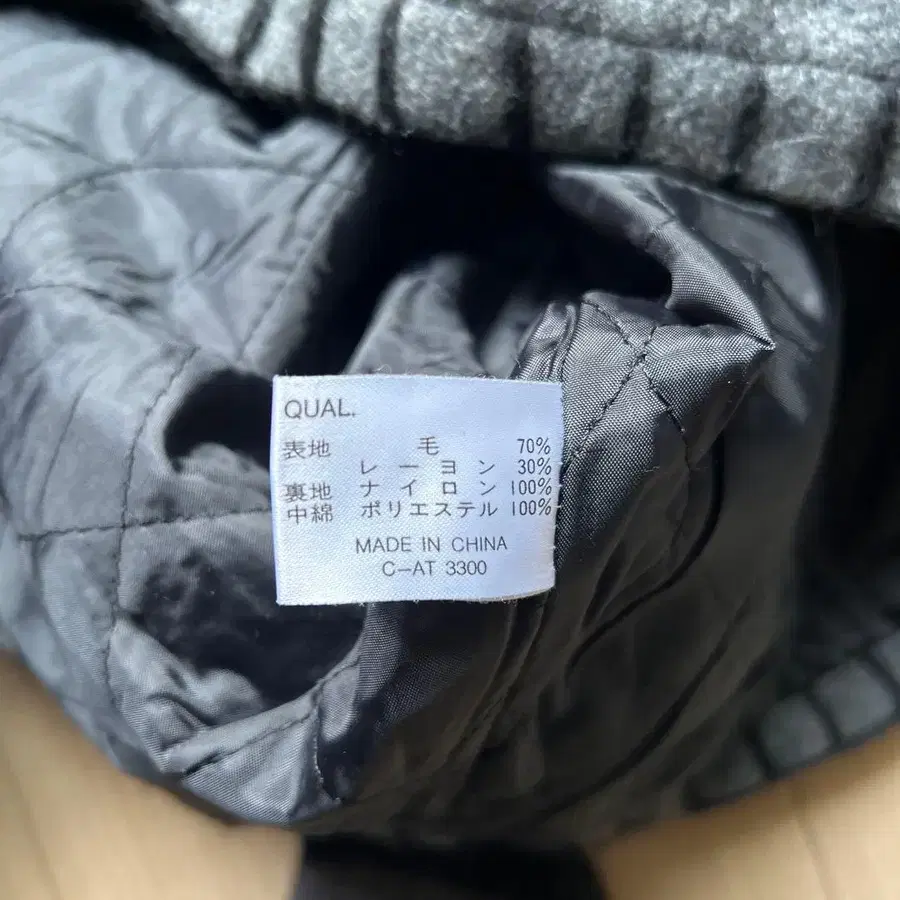 QUAL.
表地 毛 70%
レーヨン 30%
裏地 ナイロン 100%
中綿 ポリエステル 100%
MADE IN CHINA
C-AT 3300